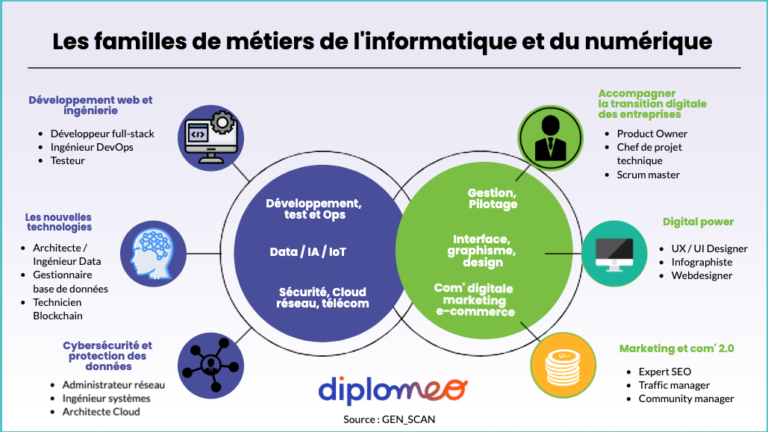 Les familles de métiers de l'informatique et du numérique
Développement web et
ingénierie
• Développeur full-stack
• Ingénieur DevOps
• Testeur
Les nouvelles
technologies
• Architecte /
Ingénieur Data
• Gestionnaire
base de données
• Technicien
Blockchain
Cybersécurité et
protection des
données
• Administrateur réseau
• Ingénieur systèmes
• Architecte Cloud
Développement,
test et Ops
Data / IA / IoT
Sécurité, Cloud
réseau, télécom
Gestion,
Pilotage
Interface,
graphisme,
design
Com' digitale
marketing
e-commerce
Accompagner
la transition digitale
des entreprises
• Product Owner
• Chef de projet
technique
• Scrum master
Digital power
• UX / UI Designer
• Infographiste
• Webdesigner
Marketing et com' 2.0
• Expert SEO
• Traffic manager
• Community manager
diplomeo
Source : GEN_SCAN